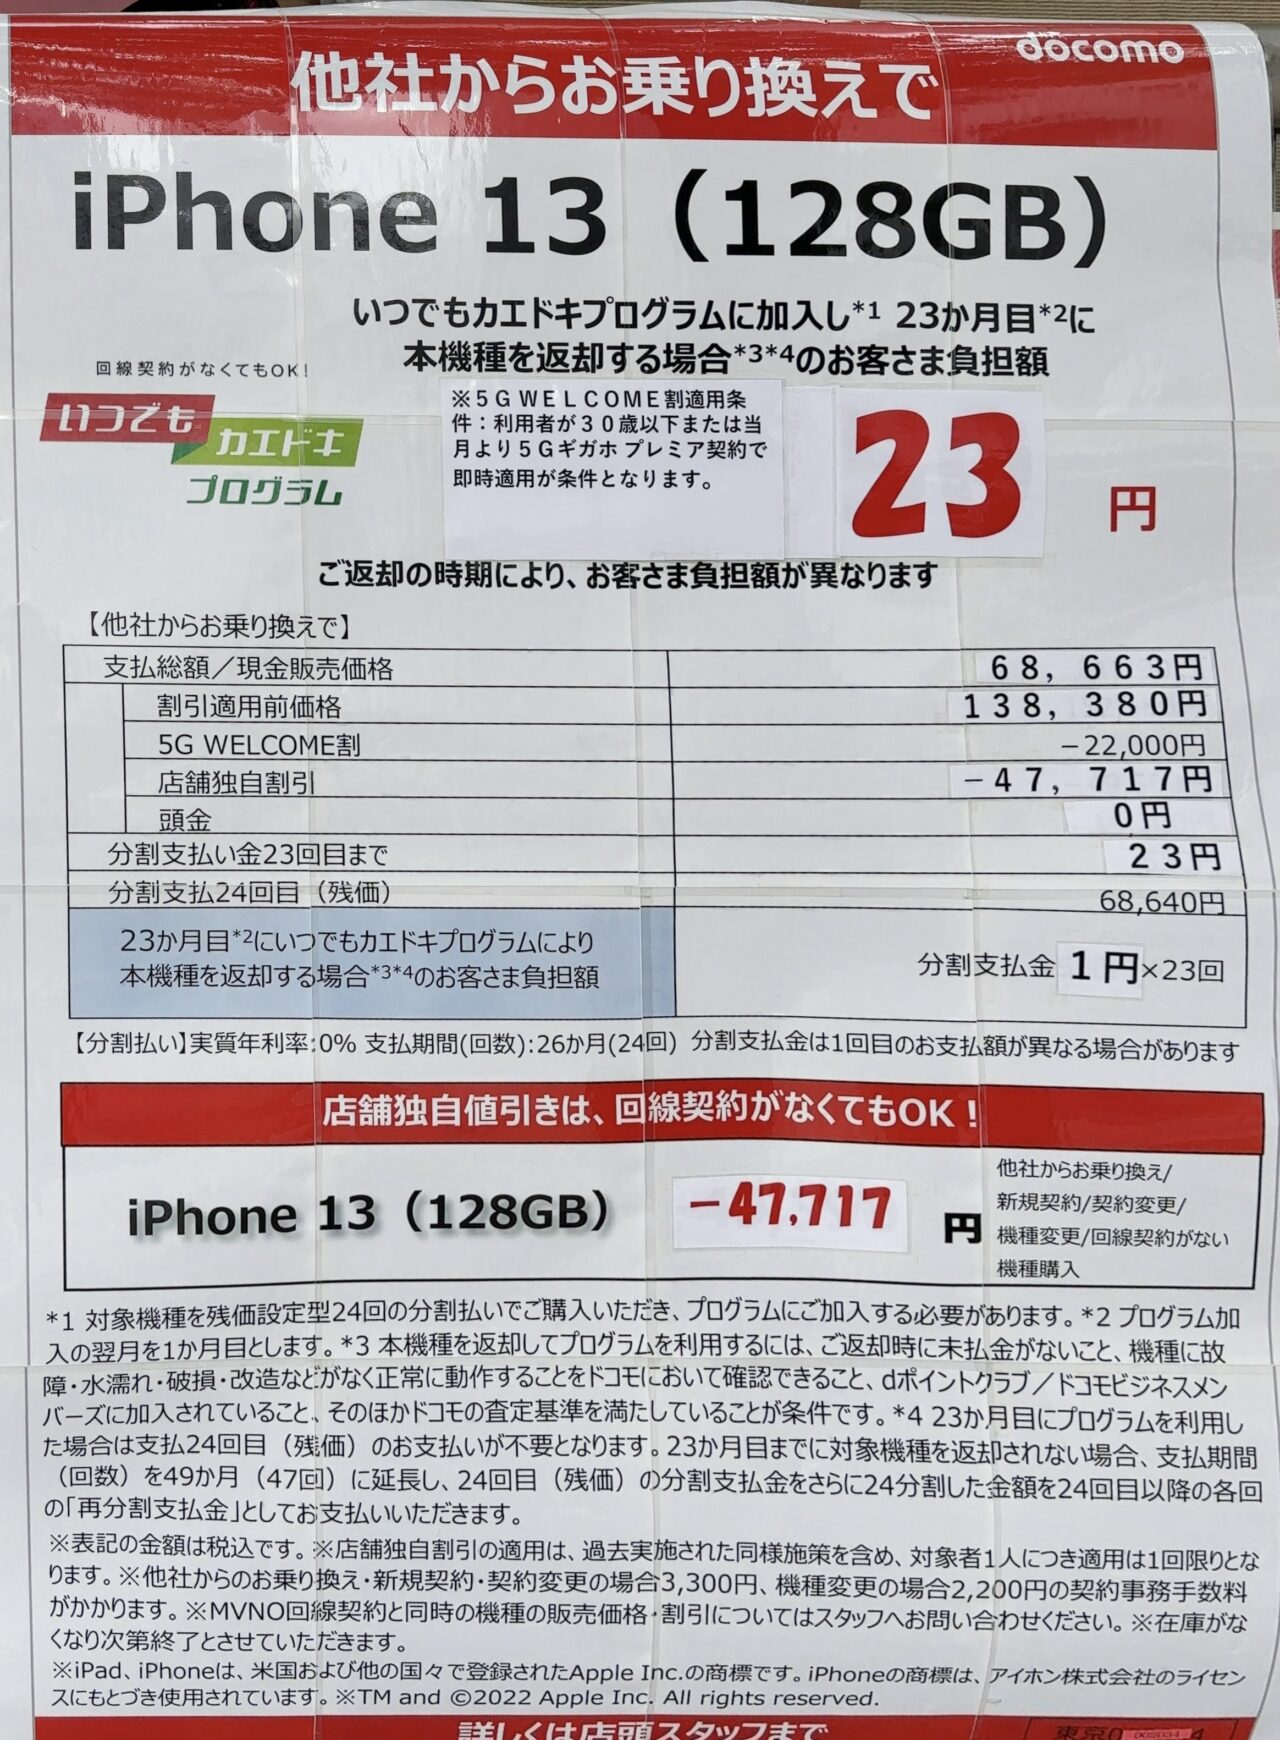 docomo
他社からお乗り換えで
iPhone 13（128GB）
いつでもカエドキプログラムに加入し*1 23か月目*2に
本機種を返却する場合*3*4のお客さま負担額
回線契約がなくてもOK!
いつでも
カエドキ
プログラム
※５Ｇ ＷＥＬＣＯＭＥ割適用条
件：利用者が３０歳以下または当
月より５Ｇギガホ プレミア契約で
即時適用が条件となります。
23 円
ご返却の時期により、お客さま負担額が異なります
【他社からお乗り換えで】
支払総額／現金販売価格 ６８，６６３円
割引適用前価格 １３８，３８０円
5G WELCOME割 －22,000円
店舗独自割引 －４７，７１７円
頭金 ０円
分割支払い金23回目まで ２３円
分割支払24回目（残価） 68,640円
23か月目*2にいつでもカエドキプログラムにより
本機種を返却する場合*3*4のお客さま負担額
分割支払金 １円×23回
【分割払い】実質年利率:0% 支払期間(回数):26か月(24回) 分割支払金は1回目のお支払額が異なる場合があります
店舗独自値引きは、回線契約がなくてもOK！
iPhone 13（128GB） －47,717 円
他社からお乗り換え/
新規契約/契約変更/
機種変更/回線契約がない
機種購入
*1 対象機種を残価設定型24回の分割払いでご購入いただき、プログラムにご加入する必要があります。*2 プログラム加
入の翌月を1か月目とします。*3 本機種を返却してプログラムを利用するには、ご返却時に未払金がないこと、機種に故
障・水濡れ・破損・改造などがなく正常に動作することをドコモにおいて確認できること、dポイントクラブ／ドコモビジネスメン
バーズに加入されていること、そのほかドコモの査定基準を満たしていることが条件です。*4 23か月目にプログラムを利用し
た場合は支払24回目（残価）のお支払いが不要となります。23か月目までに対象機種を返却されない場合、支払期間
（回数）を49か月（47回）に延長し、24回目（残価）の分割支払金をさらに24分割した金額を24回目以降の各回
の「再分割支払金」としてお支払いいただきます。
※表記の金額は税込です。※店舗独自割引の適用は、過去実施された同様施策を含め、対象者1人につき適用は1回限りとな
ります。※他社からのお乗り換え・新規契約・契約変更の場合3,300円、機種変更の場合2,200円の契約事務手数料
がかかります。※MVNO回線契約と同時の機種の販売価格・割引についてはスタッフへお問い合わせください。※在庫がな
くなり次第終了とさせていただきます。
※iPad、iPhoneは、米国および他の国々で登録されたApple Inc.の商標です。iPhoneの商標は、アイホン株式会社のライセン
スにもとづき使用されています。※TM and ©2022 Apple Inc. All rights reserved.
詳しくは店頭スタッフまで